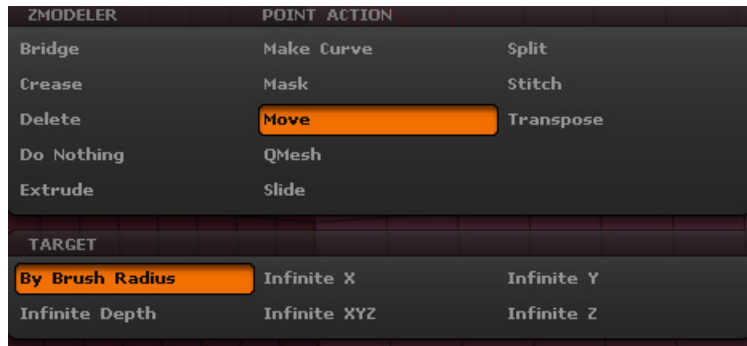 ZMODELER POINT ACTION
Bridge Make Curve Split
Crease Mask Stitch
Delete Move Transpose
Do Nothing QMesh
Extrude Slide
TARGET
By Brush Radius Infinite X Infinite Y
Infinite Depth Infinite XYZ Infinite Z